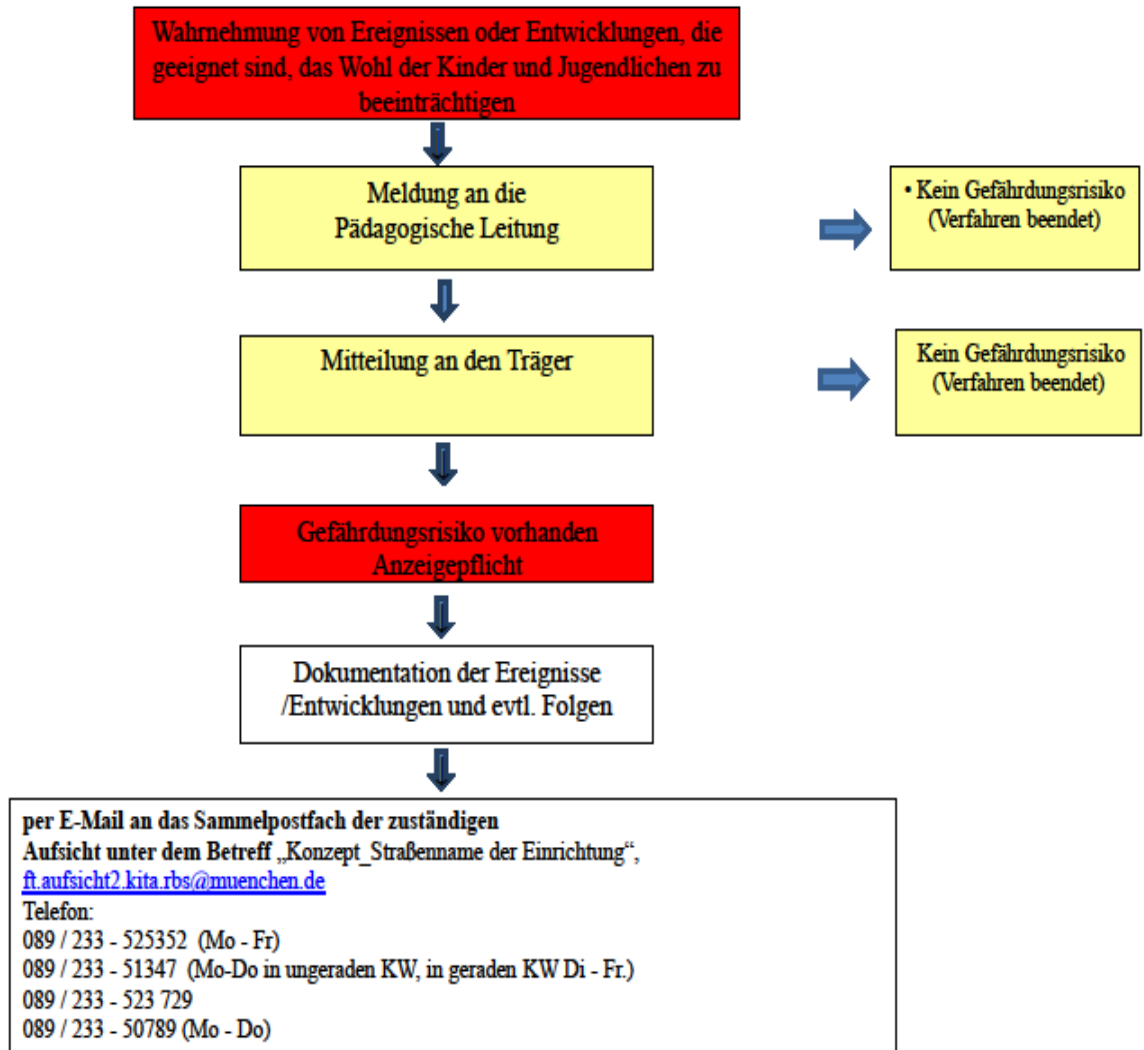 Wahrnehmung von Ereignissen oder Entwicklungen, die
geeignet sind, das Wohl der Kinder und Jugendlichen zu
beeinträchtigen
Meldung an die
Pädagogische Leitung
• Kein Gefährdungsrisiko
(Verfahren beendet)
Mitteilung an den Träger
Kein Gefährdungsrisiko
(Verfahren beendet)
Gefährdungsrisiko vorhanden
Anzeigepflicht
Dokumentation der Ereignisse
/Entwicklungen und evtl. Folgen
per E-Mail an das Sammelpostfach der zuständigen
Aufsicht unter dem Betreff „Konzept_Straßenname der Einrichtung“,
ft.aufsicht2.kita.rbs@muenchen.de
Telefon:
089 / 233 - 525352 (Mo - Fr)
089 / 233 - 51347 (Mo-Do in ungeraden KW, in geraden KW Di - Fr.)
089 / 233 - 523 729
089 / 233 - 50789 (Mo - Do)